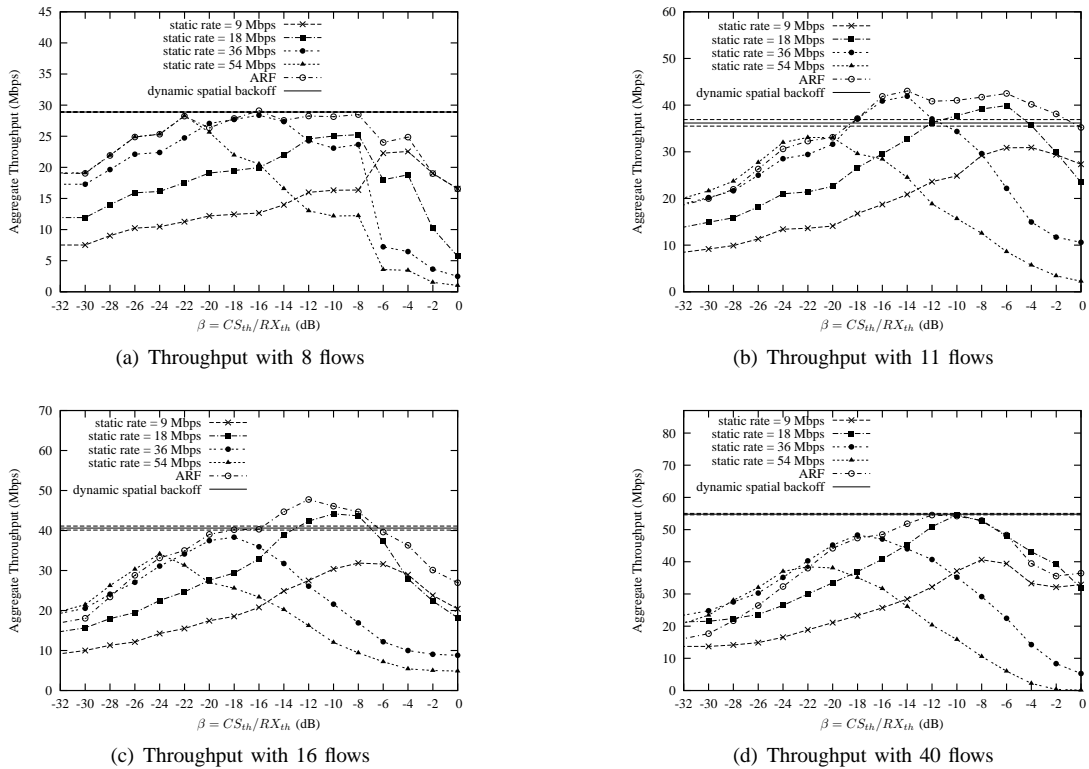 45
40
35
30
25
20
15
10
5
0
Aggregate Throughput (Mbps)
static rate = 9 Mbps
static rate = 18 Mbps
static rate = 36 Mbps
static rate = 54 Mbps
ARF
dynamic spatial backoff
-32 -30 -28 -26 -24 -22 -20 -18 -16 -14 -12 -10 -8 -6 -4 -2 0
β = CS_th/RX_th (dB)
(a) Throughput with 8 flows
60
50
40
30
20
10
0
Aggregate Throughput (Mbps)
static rate = 9 Mbps
static rate = 18 Mbps
static rate = 36 Mbps
static rate = 54 Mbps
ARF
dynamic spatial backoff
-32 -30 -28 -26 -24 -22 -20 -18 -16 -14 -12 -10 -8 -6 -4 -2 0
β = CS_th/RX_th (dB)
(b) Throughput with 11 flows
70
60
50
40
30
20
10
0
Aggregate Throughput (Mbps)
static rate = 9 Mbps
static rate = 18 Mbps
static rate = 36 Mbps
static rate = 54 Mbps
ARF
dynamic spatial backoff
-32 -30 -28 -26 -24 -22 -20 -18 -16 -14 -12 -10 -8 -6 -4 -2 0
β = CS_th/RX_th (dB)
(c) Throughput with 16 flows
80
70
60
50
40
30
20
10
0
Aggregate Throughput (Mbps)
static rate = 9 Mbps
static rate = 18 Mbps
static rate = 36 Mbps
static rate = 54 Mbps
ARF
dynamic spatial backoff
-32 -30 -28 -26 -24 -22 -20 -18 -16 -14 -12 -10 -8 -6 -4 -2 0
β = CS_th/RX_th (dB)
(d) Throughput with 40 flows